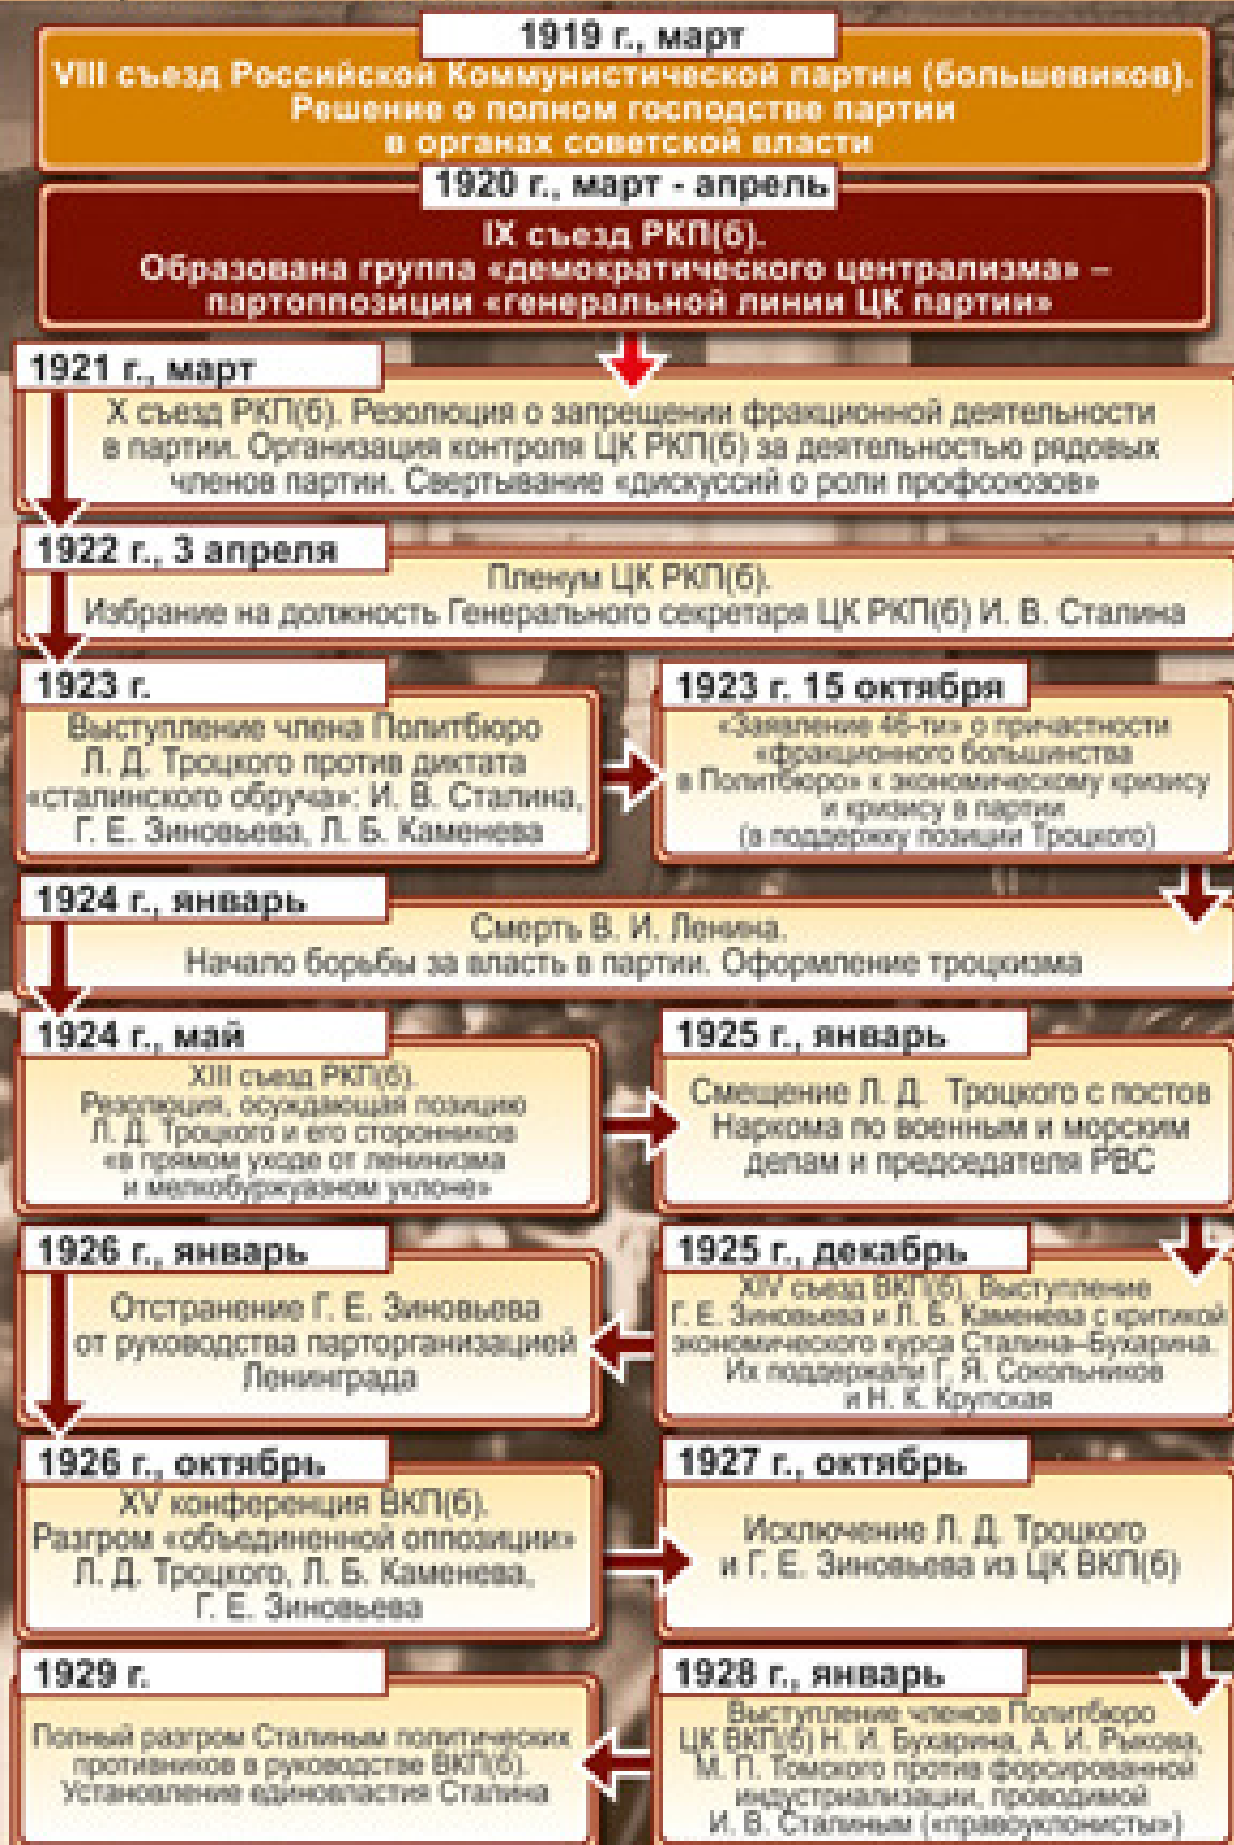 1919 г., март
VIII съезд Российской Коммунистической партии (большевиков).
Решение о полном господстве партии
в органах советской власти
1920 г., март - апрель
IX съезд РКП(б).
Образована группа «демократического централизма» –
партоппозиции «генеральной линии ЦК партии»
1921 г., март
X съезд РКП(б). Резолюция о запрещении фракционной деятельности
в партии. Организация контроля ЦК РКП(б) за деятельностью рядовых
членов партии. Свертывание «дискуссий о роли профсоюзов»
1922 г., 3 апреля
Пленум ЦК РКП(б).
Избрание на должность Генерального секретаря ЦК РКП(б) И. В. Сталина
1923 г.
Выступление члена Политбюро
Л. Д. Троцкого против диктата
«сталинского обруча»: И. В. Сталина,
Г. Е. Зиновьева, Л. Б. Каменева
1923 г. 15 октября
«Заявление 46-ти» о причастности
«фракционного большинства
в Политбюро» к экономическому кризису
и кризису в партии
(в поддержку позиции Троцкого)
1924 г., январь
Смерть В. И. Ленина.
Начало борьбы за власть в партии. Оформление троцкизма
1924 г., май
XIII съезд РКП(б).
Резолюция, осуждающая позицию
Л. Д. Троцкого и его сторонников
«в прямом уходе от ленинизма
и мелкобуржуазном уклоне»
1925 г., январь
Смещение Л. Д. Троцкого с постов
Наркома по военным и морским
делам и председателя РВС
1925 г., декабрь
XIV съезд ВКП(б). Выступление
Г. Е. Зиновьева и Л. Б. Каменева с критикой
экономического курса Сталина–Бухарина.
Их поддержали Г. Я. Сокольников
и Н. К. Крупская
1926 г., январь
Отстранение Г. Е. Зиновьева
от руководства парторганизацией
Ленинграда
1926 г., октябрь
XV конференция ВКП(б).
Разгром «объединенной оппозиции»
Л. Д. Троцкого, Л. Б. Каменева,
Г. Е. Зиновьева
1927 г., октябрь
Исключение Л. Д. Троцкого
и Г. Е. Зиновьева из ЦК ВКП(б)
1928 г., январь
Выступление членов Политбюро
ЦК ВКП(б) Н. И. Бухарина, А. И. Рыкова,
М. П. Томского против форсированной
индустриализации, проводимой
И. В. Сталиным («правоуклонисты»)
1929 г.
Полный разгром Сталиным политических
противников в руководстве ВКП(б).
Установление единовластия Сталина